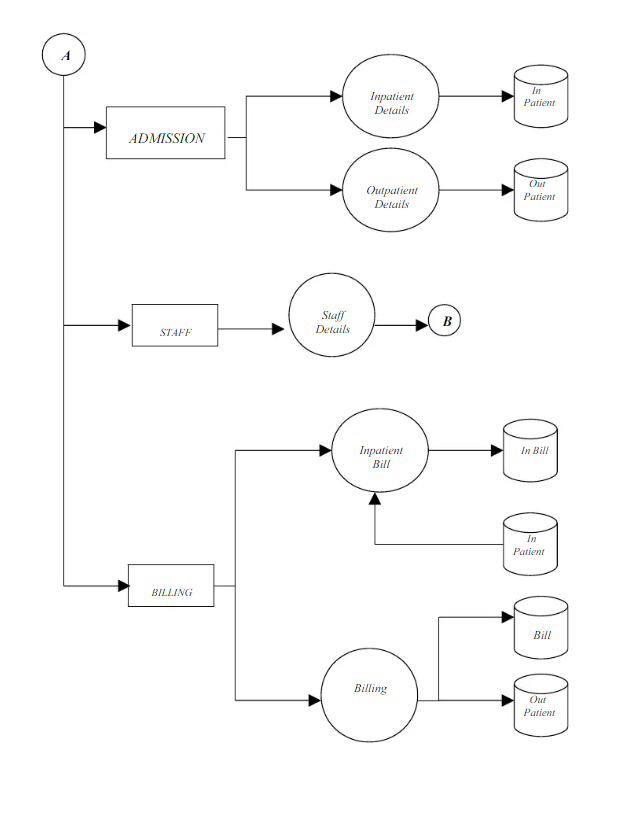 A
ADMISSION
Inpatient
Details
In
Patient
Outpatient
Details
Out
Patient
STAFF
Staff
Details
B
Inpatient
Bill
In Bill
In
Patient
BILLING
Bill
Billing
Out
Patient